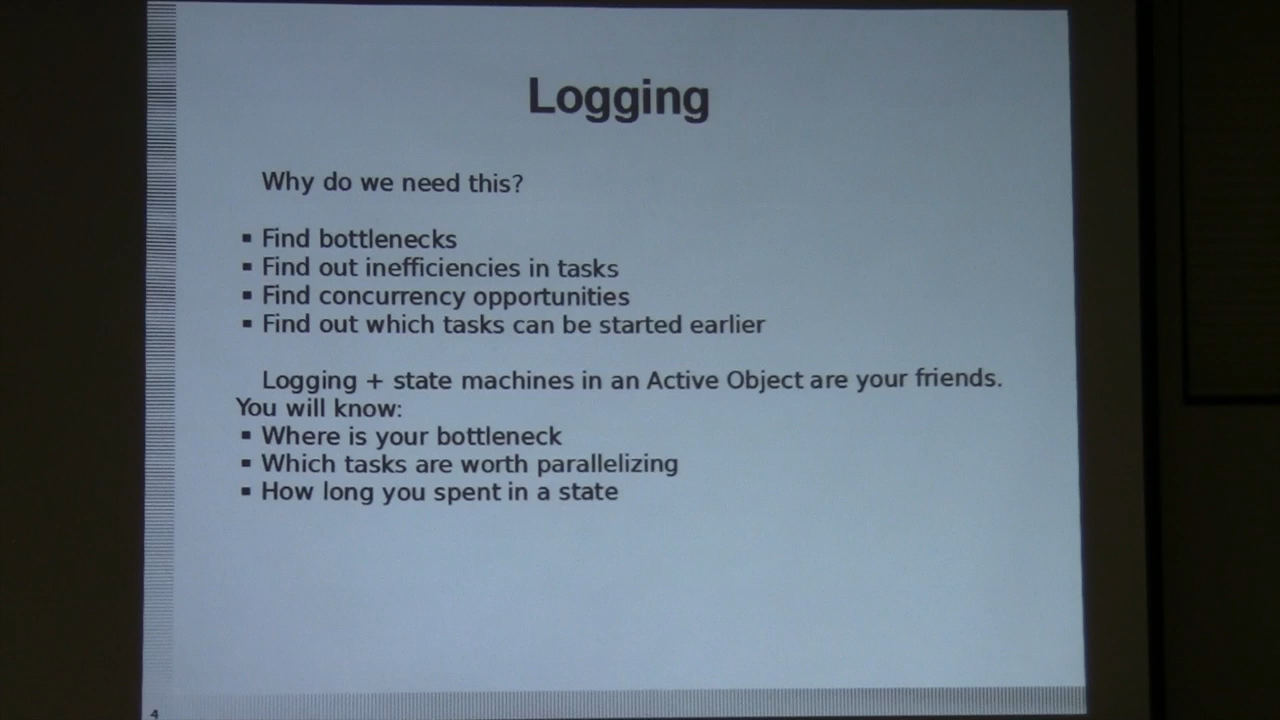 Logging
Why do we need this?
▪ Find bottlenecks
▪ Find out inefficiencies in tasks
▪ Find concurrency opportunities
▪ Find out which tasks can be started earlier
Logging + state machines in an Active Object are your friends.
You will know:
▪ Where is your bottleneck
▪ Which tasks are worth parallelizing
▪ How long you spent in a state
4